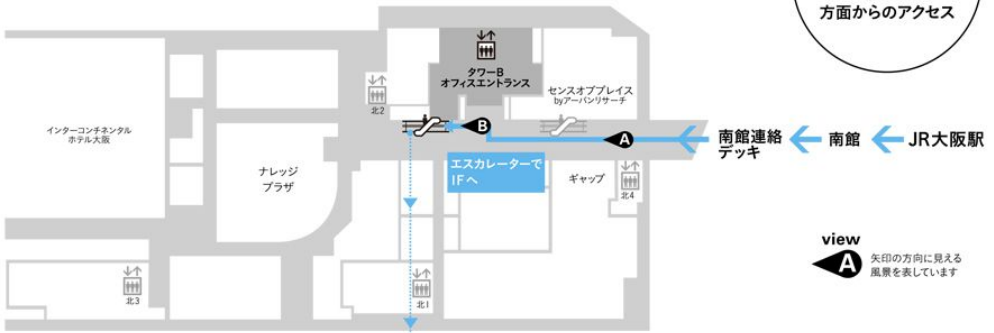 方面からのアクセス
タワーB
オフィスエントランス
センスオブプレイス
byアーバンリサーチ
北2
インターコンチネンタル
ホテル大阪
ナレッジ
プラザ
B
A
南館連絡
デッキ
南館
JR大阪駅
エスカレーターで
1Fへ
ギャップ
北4
北3
北1
view
A
矢印の方向に見える
風景を表しています